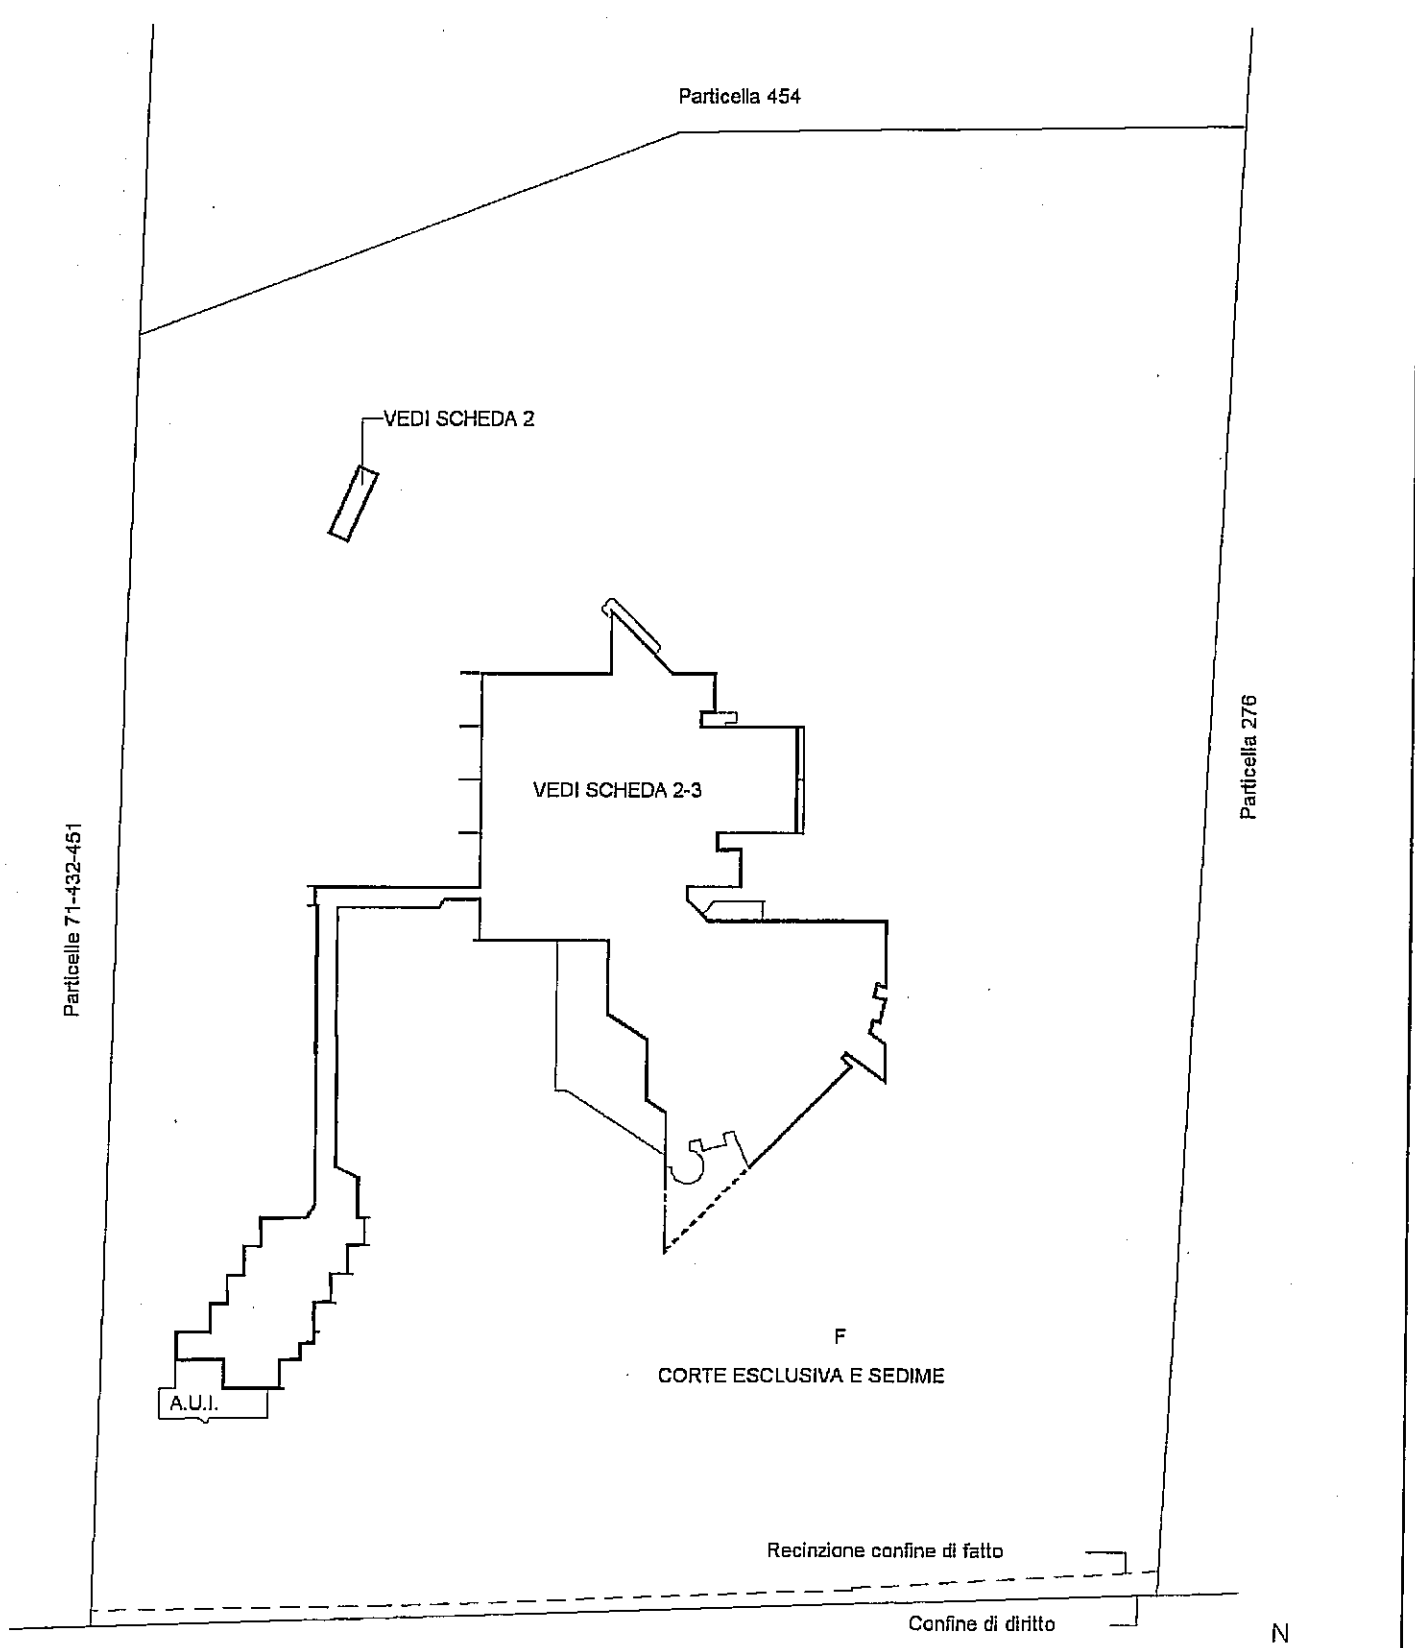 Particella 454
VEDI SCHEDA 2
Particella 276
VEDI SCHEDA 2-3
Particelle 71-432-451
F
CORTE ESCLUSIVA E SEDIME
A.U.I.
Recinzione confine di fatto
Confine di diritto
N